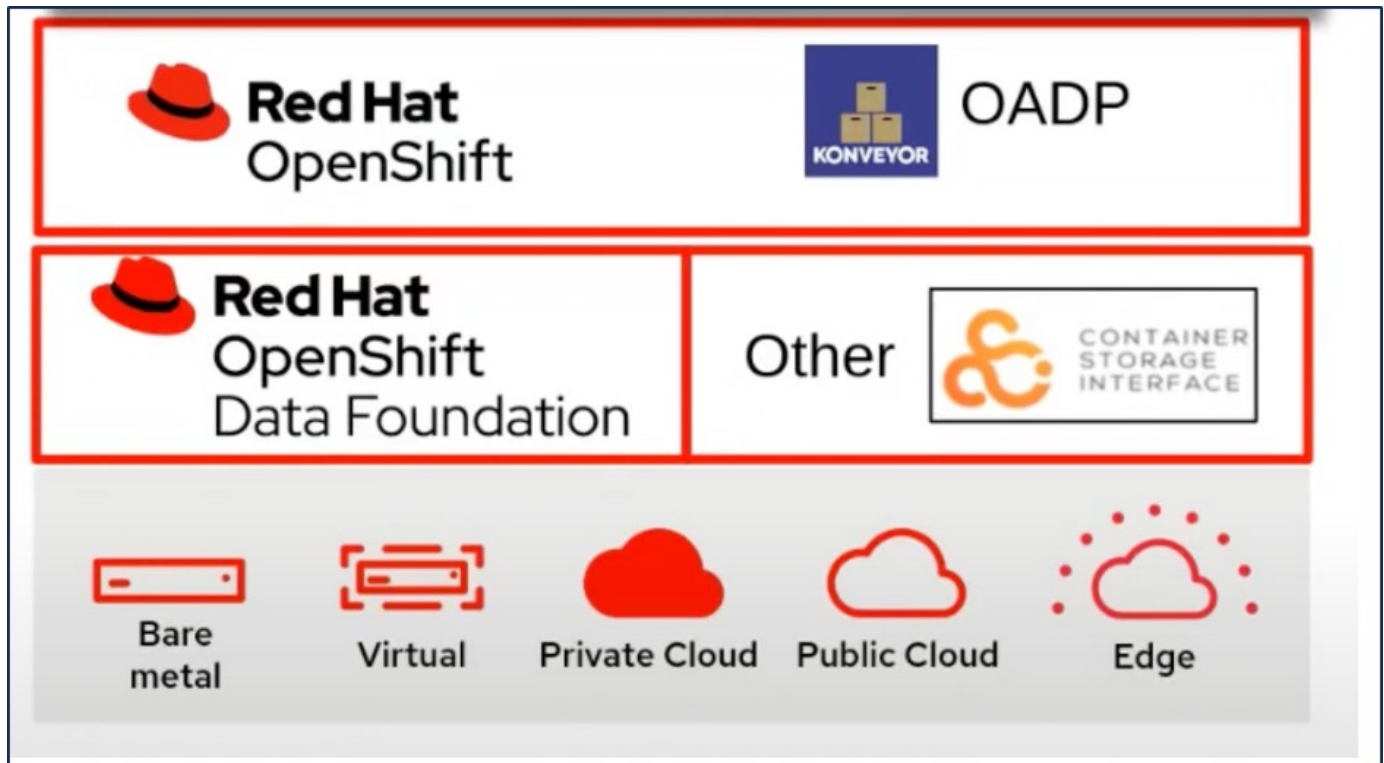 Red Hat
OpenShift
KONVEYOR
OADP
Red Hat
OpenShift
Data Foundation
Other
CONTAINER
STORAGE
INTERFACE
Bare
metal
Virtual
Private Cloud
Public Cloud
Edge